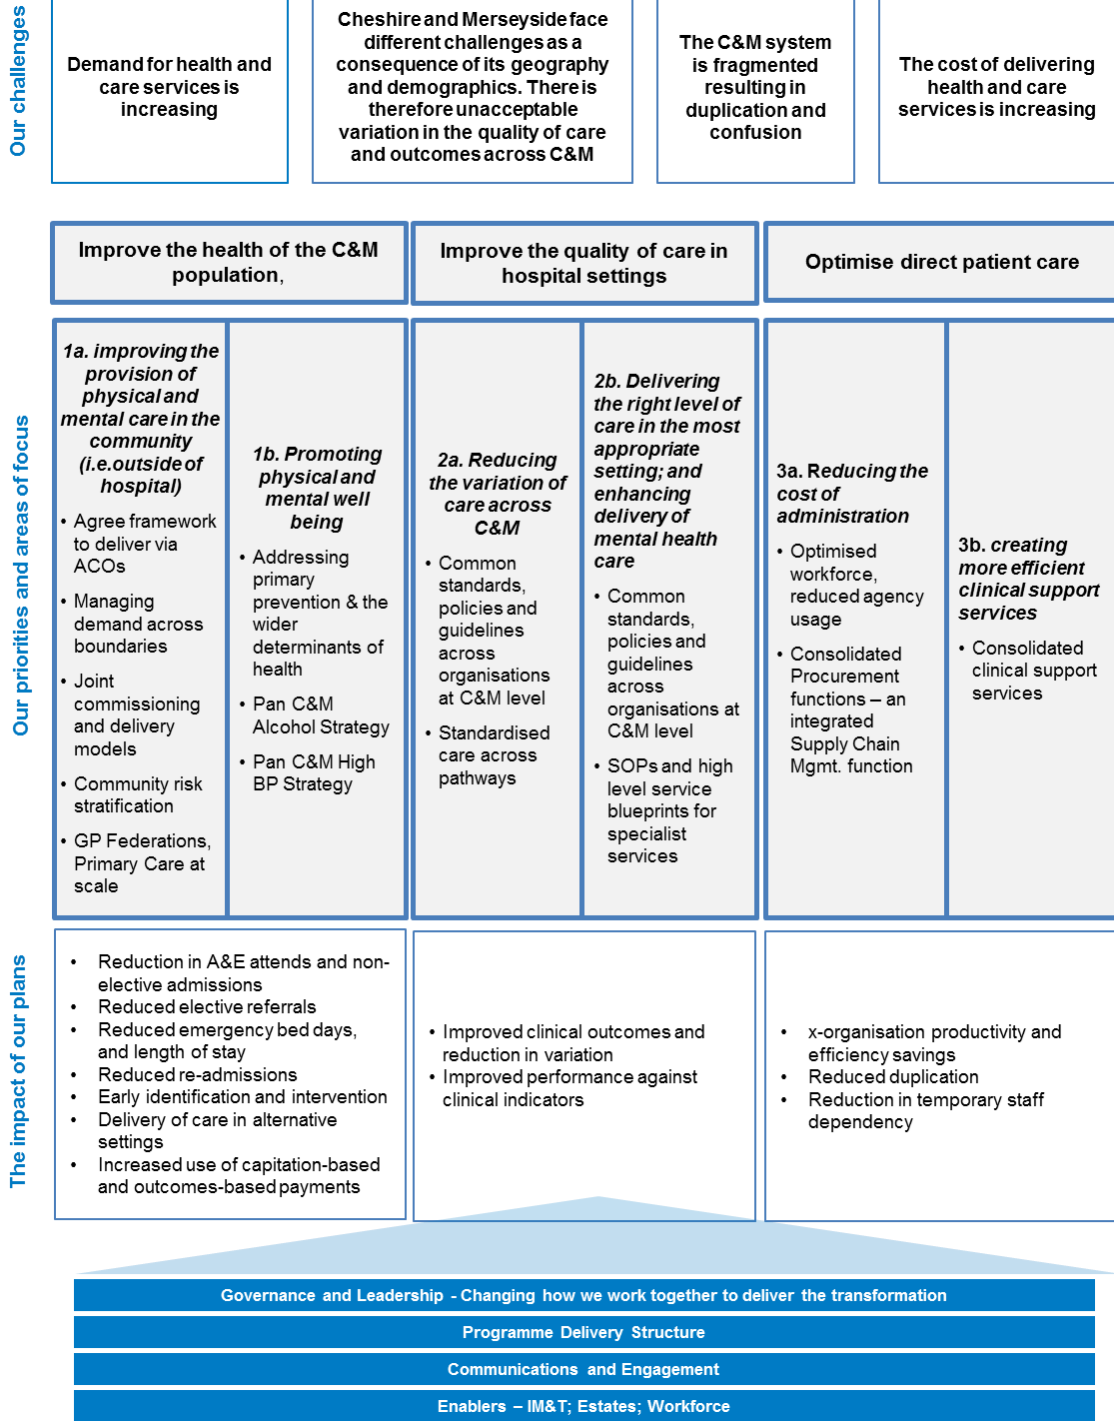 Our challenges
Demand for health and
care services is
increasing
Cheshire and Merseyside face
different challenges as a
consequence of its geography
and demographics. There is
therefore unacceptable
variation in the quality of care
and outcomes across C&M
The C&M system
is fragmented
resulting in
duplication and
confusion
The cost of delivering
health and care
services is increasing
Our priorities and areas of focus
Improve the health of the C&M
population,
Improve the quality of care in
hospital settings
Optimise direct patient care
1a. improving the
provision of
physical and
mental care in the
community
(i.e.outside of
hospital)
• Agree framework
to deliver via
ACOs
• Managing
demand across
boundaries
• Joint
commissioning
and delivery
models
• Community risk
stratification
• GP Federations,
Primary Care at
scale
1b. Promoting
physical and
mental well
being
• Addressing
primary
prevention & the
wider
determinants of
health
• Pan C&M
Alcohol Strategy
• Pan C&M High
BP Strategy
2a. Reducing
the variation of
care across
C&M
• Common
standards,
policies and
guidelines
across
organisations
at C&M level
• Standardised
care across
pathways
2b. Delivering
the right level of
care in the most
appropriate
setting; and
enhancing
delivery of
mental health
care
• Common
standards,
policies and
guidelines
across
organisations at
C&M level
• SOPs and high
level service
blueprints for
specialist
services
3a. Reducing the
cost of
administration
• Optimised
workforce,
reduced agency
usage
• Consolidated
Procurement
functions – an
integrated
Supply Chain
Mgmt. function
3b. creating
more efficient
clinical support
services
• Consolidated
clinical support
services
The impact of our plans
• Reduction in A&E attends and non-
elective admissions
• Reduced elective referrals
• Reduced emergency bed days,
and length of stay
• Reduced re-admissions
• Early identification and intervention
• Delivery of care in alternative
settings
• Increased use of capitation-based
and outcomes-based payments
• Improved clinical outcomes and
reduction in variation
• Improved performance against
clinical indicators
• x-organisation productivity and
efficiency savings
• Reduced duplication
• Reduction in temporary staff
dependency
Governance and Leadership - Changing how we work together to deliver the transformation
Programme Delivery Structure
Communications and Engagement
Enablers – IM&T; Estates; Workforce